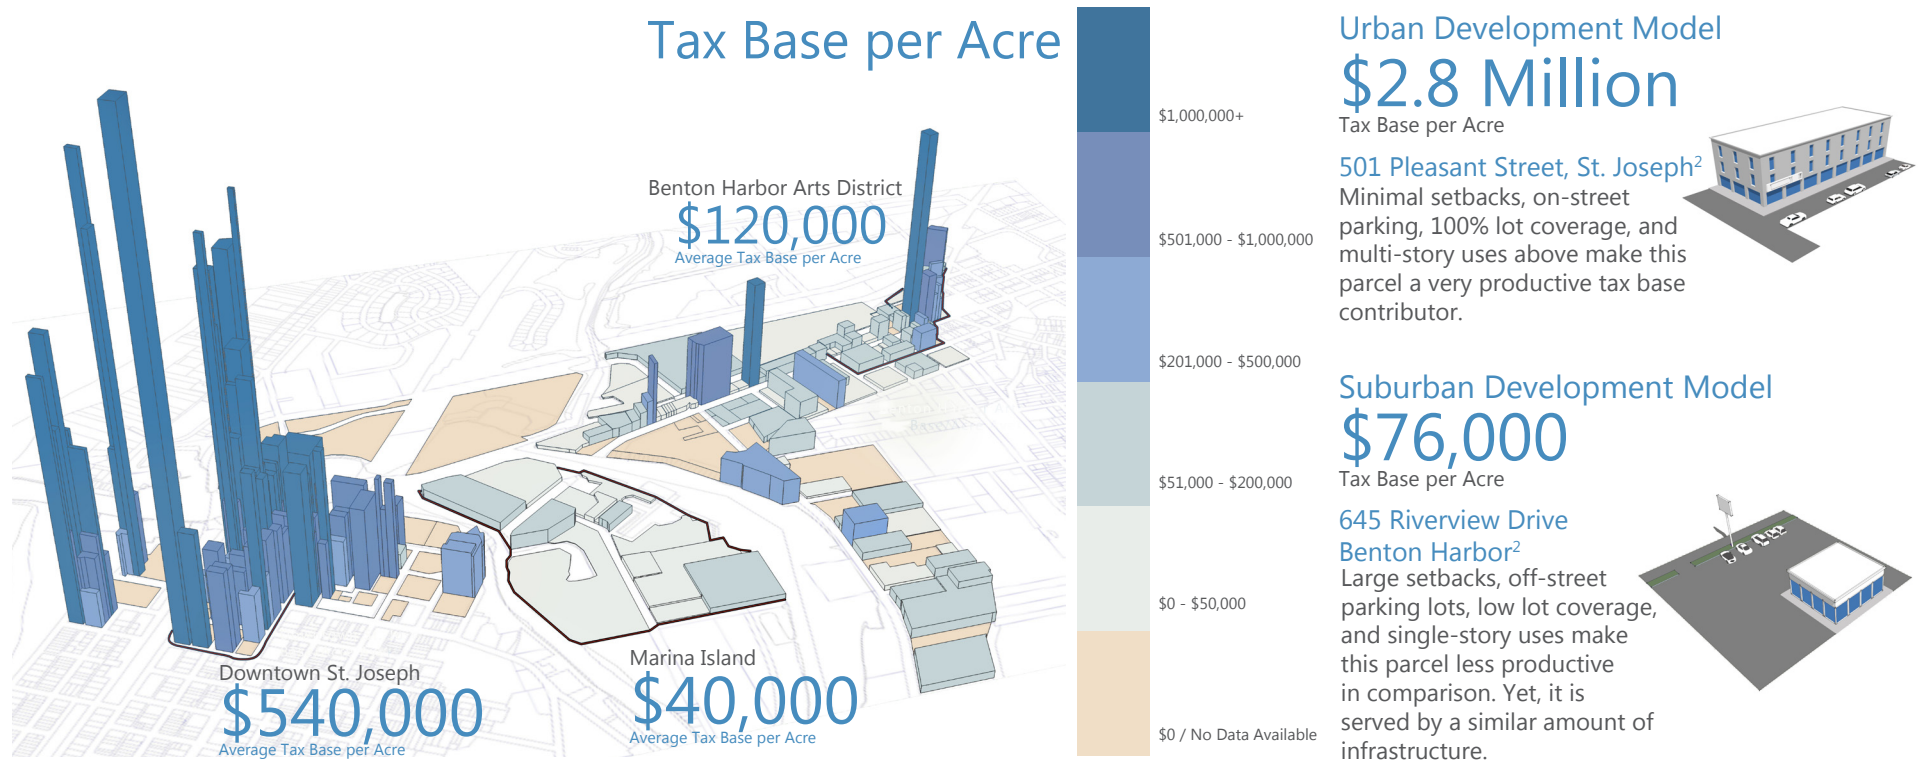 Tax Base per Acre
Benton Harbor Arts District
$120,000
Average Tax Base per Acre
Downtown St. Joseph
$540,000
Average Tax Base per Acre
Marina Island
$40,000
Average Tax Base per Acre
$1,000,000+
$501,000 - $1,000,000
$201,000 - $500,000
$51,000 - $200,000
$0 - $50,000
$0 / No Data Available
Urban Development Model
$2.8 Million
Tax Base per Acre
501 Pleasant Street, St. Joseph²
Minimal setbacks, on-street
parking, 100% lot coverage, and
multi-story uses above make this
parcel a very productive tax base
contributor.
Suburban Development Model
$76,000
Tax Base per Acre
645 Riverview Drive
Benton Harbor²
Large setbacks, off-street
parking lots, low lot coverage,
and single-story uses make
this parcel less productive
in comparison. Yet, it is
served by a similar amount of
infrastructure.